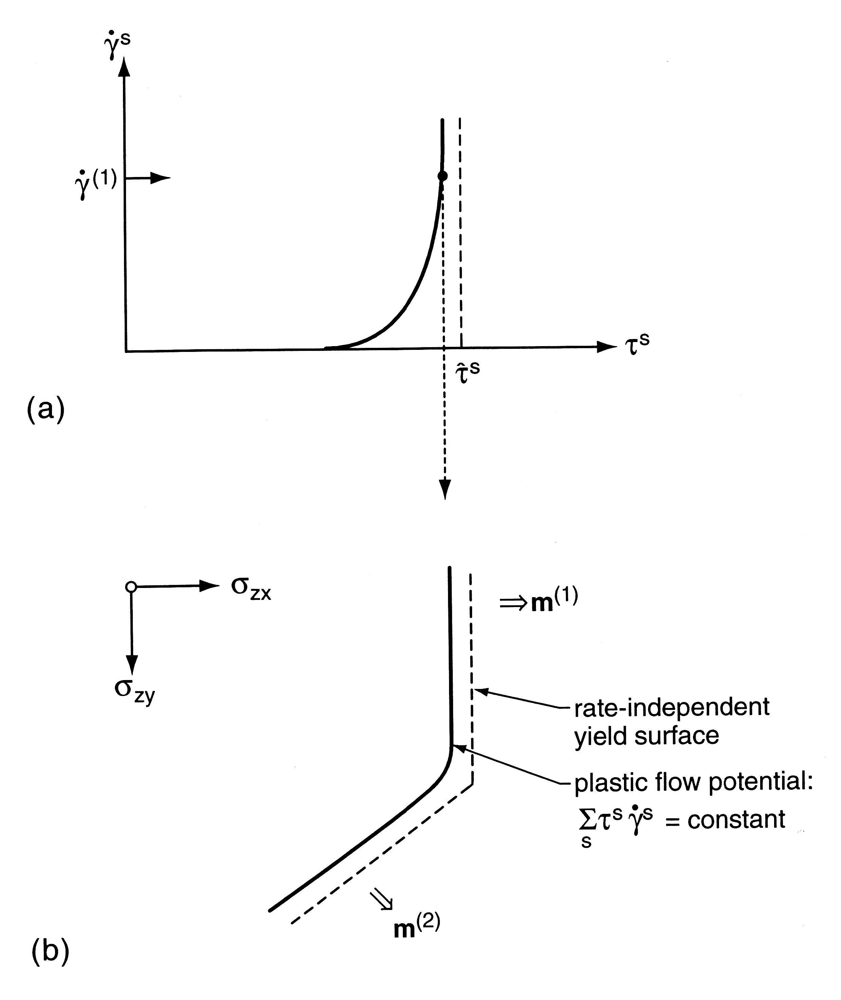 γ̇ˢ
γ̇⁽¹⁾
τˢ
τ̂ˢ
(a)
σzx
⇒m⁽¹⁾
σzy
rate-independent
yield surface
plastic flow potential:
Σ τˢ γ̇ˢ = constant
s
m⁽²⁾
(b)